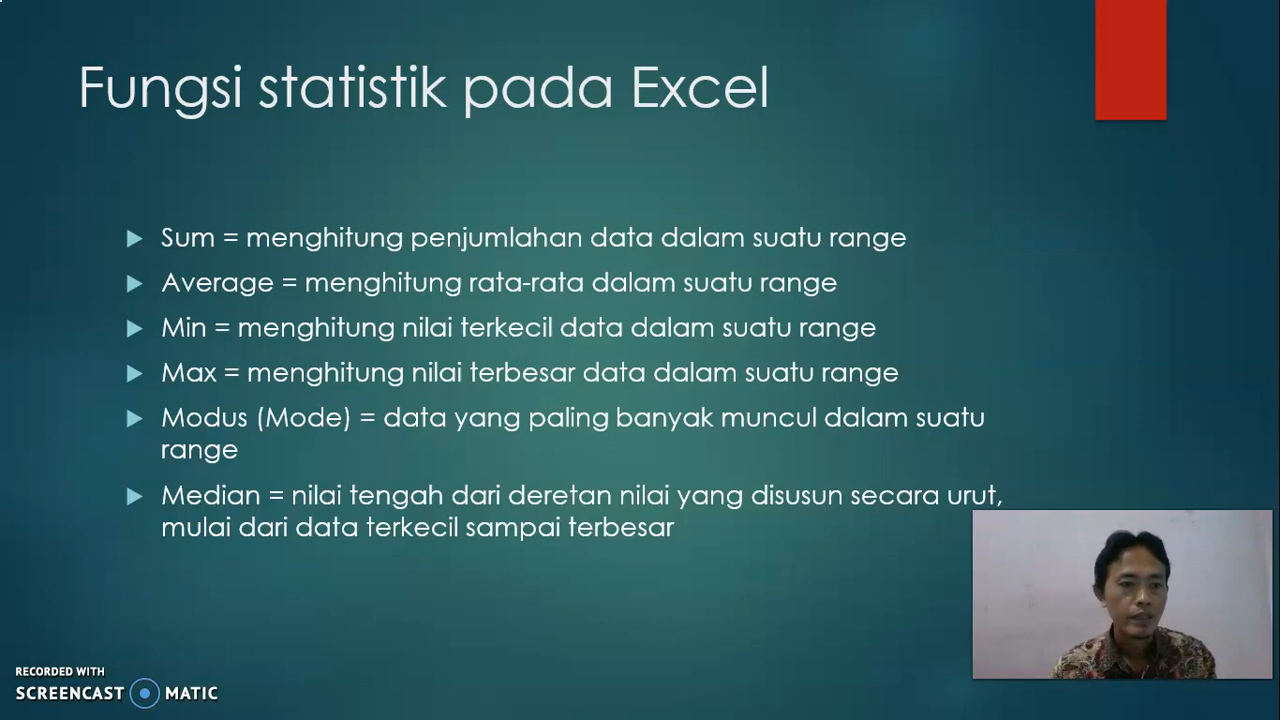 Fungsi statistik pada Excel
Sum = menghitung penjumlahan data dalam suatu range
Average = menghitung rata-rata dalam suatu range
Min = menghitung nilai terkecil data dalam suatu range
Max = menghitung nilai terbesar data dalam suatu range
Modus (Mode) = data yang paling banyak muncul dalam suatu
range
Median = nilai tengah dari deretan nilai yang disusun secara urut,
mulai dari data terkecil sampai terbesar
RECORDED WITH
SCREENCAST MATIC